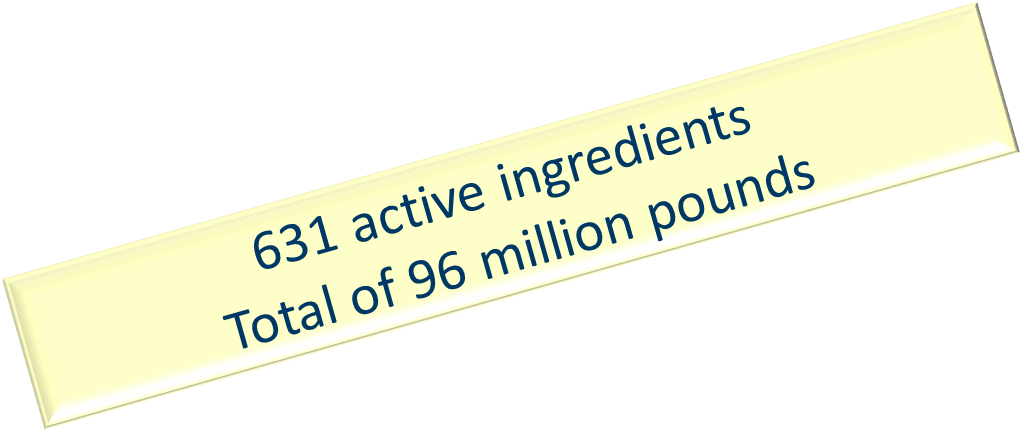 631 active ingredients
Total of 96 million pounds